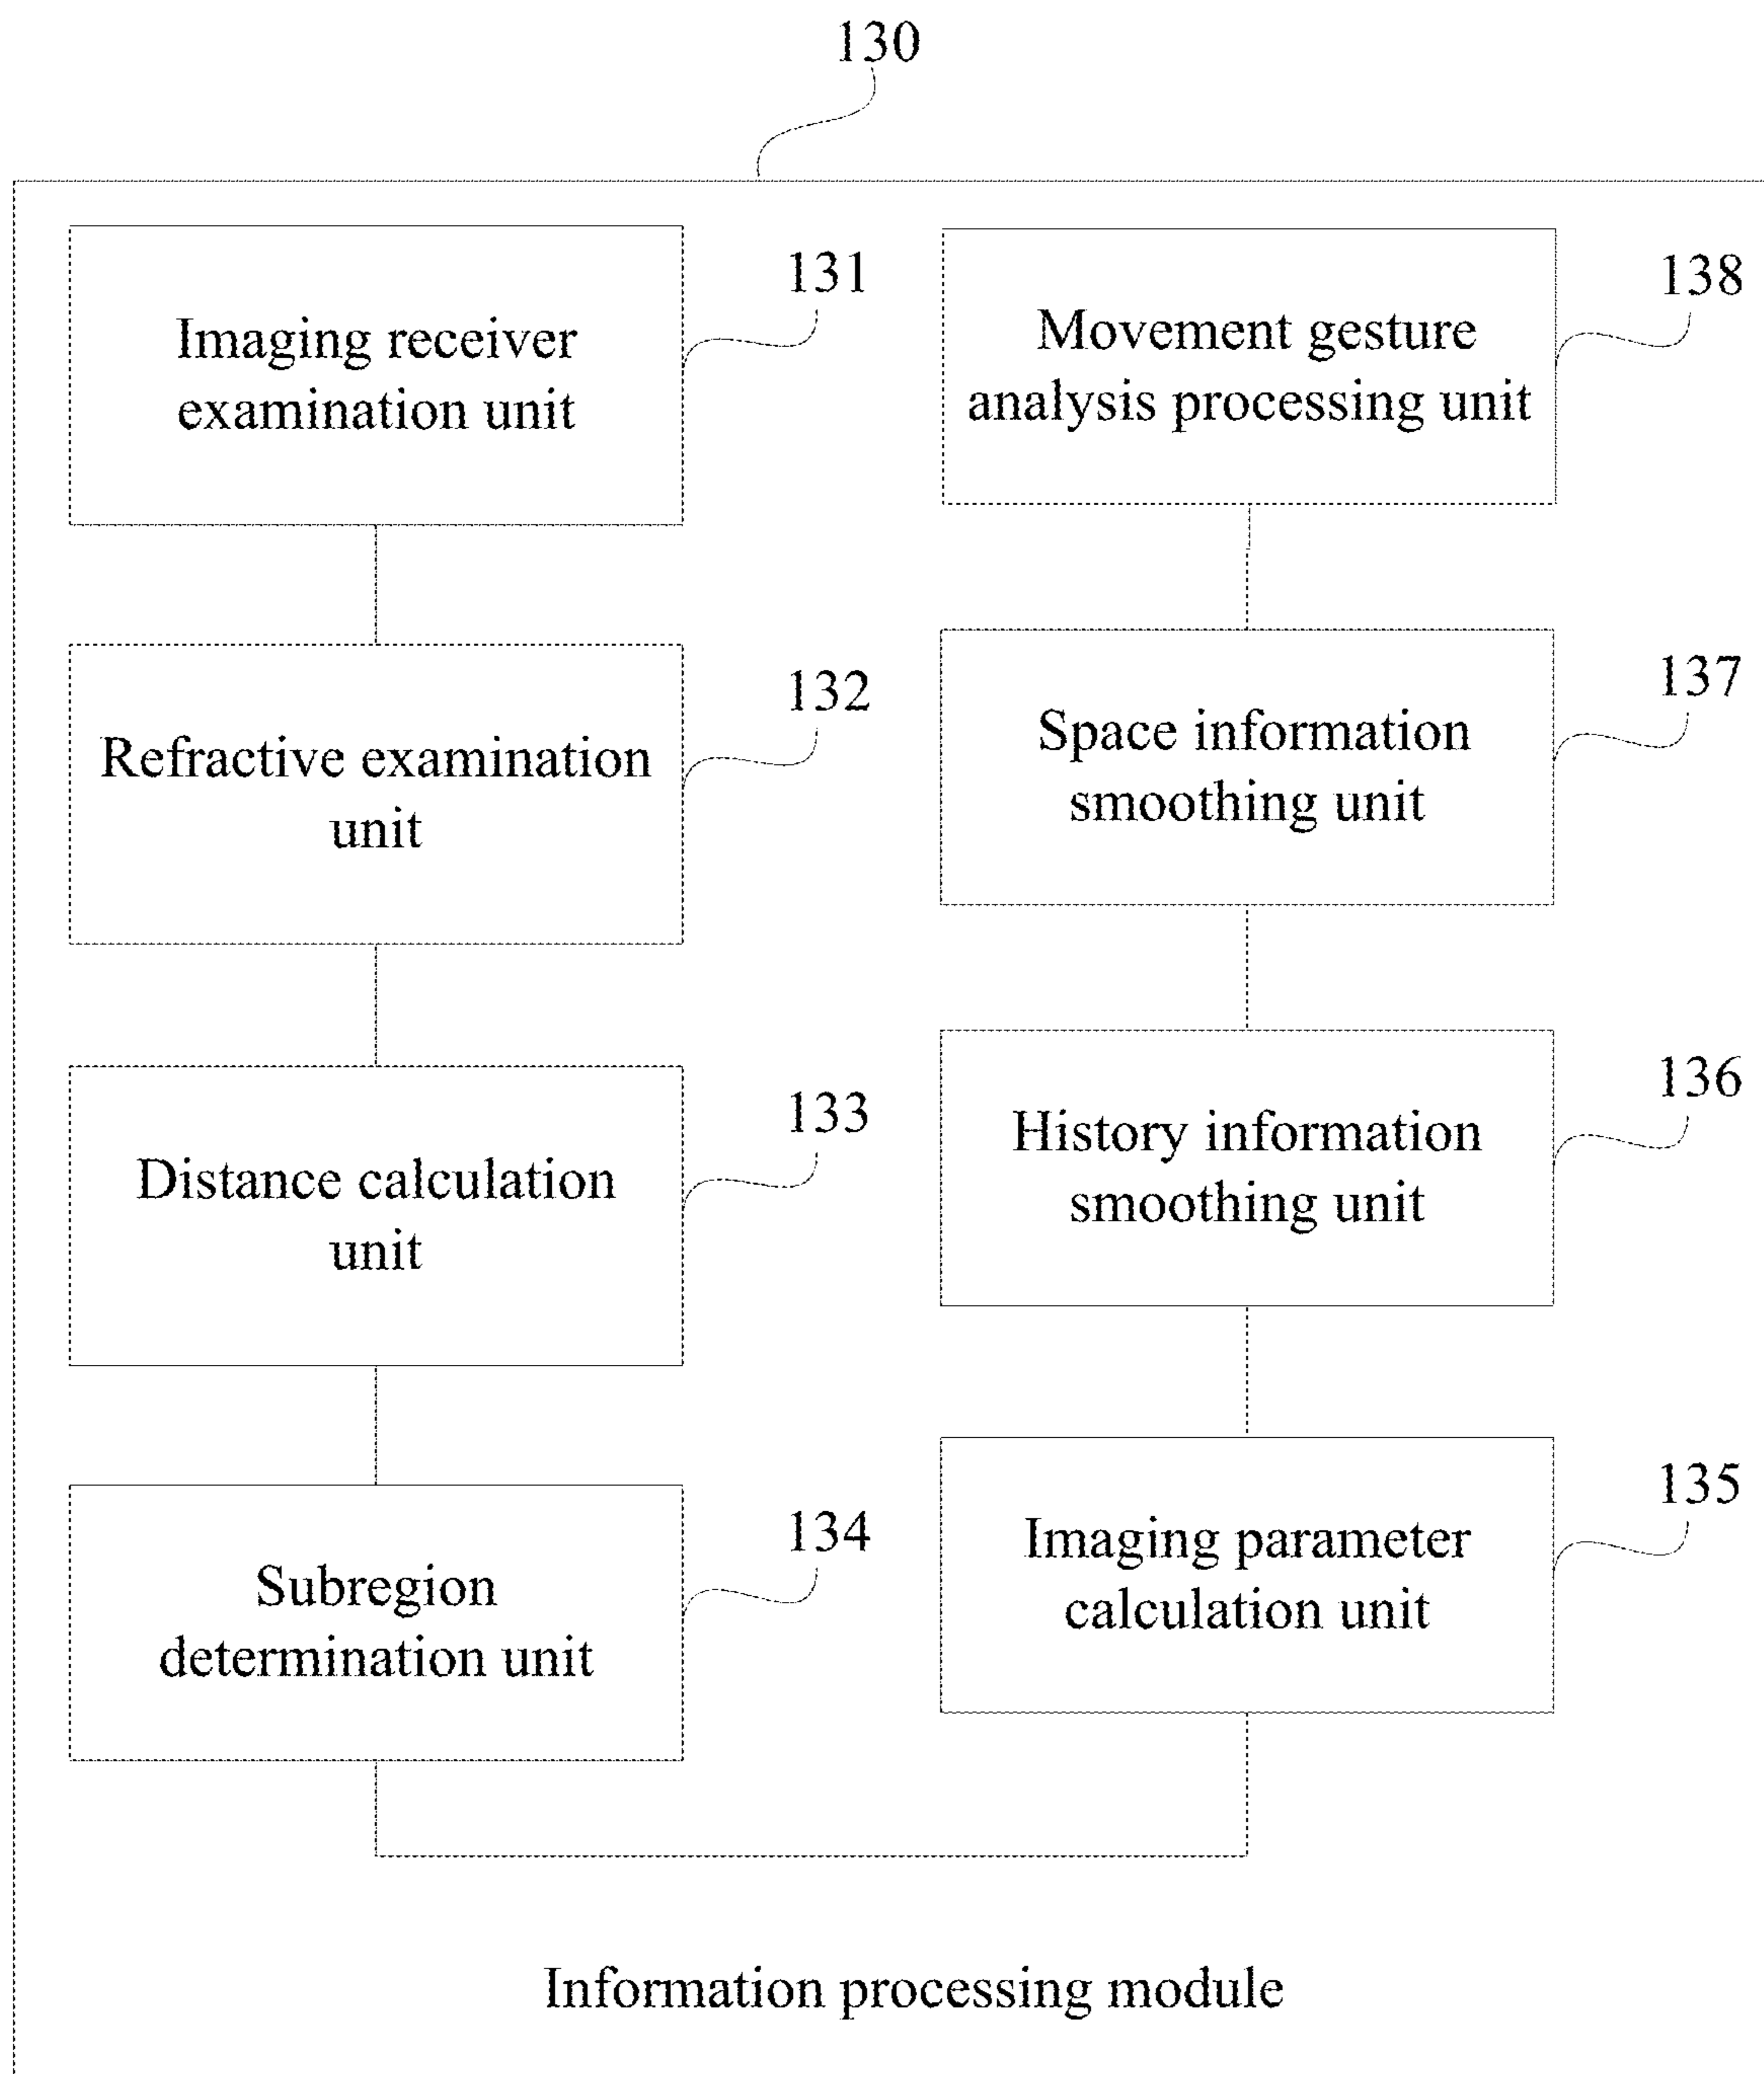 130
Imaging receiver
examination unit
131
Refractive examination
unit
132
Distance calculation
unit
133
Subregion
determination unit
134
Movement gesture
analysis processing unit
138
Space information
smoothing unit
137
History information
smoothing unit
136
Imaging parameter
calculation unit
135
Information processing module